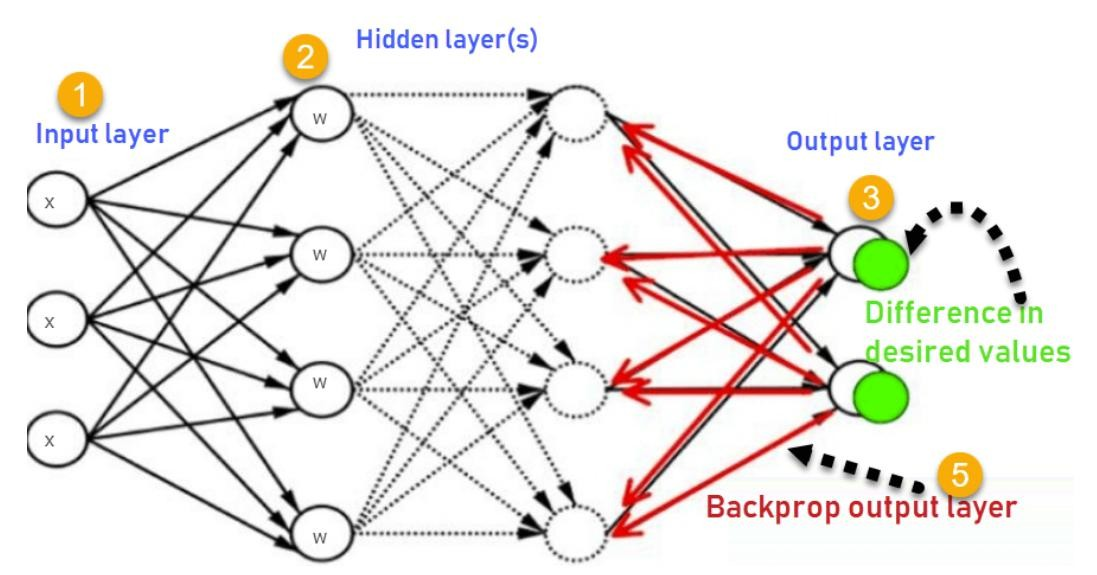 2
Hidden layer(s)
1
Input layer
Output layer
3
x
x
x
w
w
w
w
Difference in
desired values
5
Backprop output layer